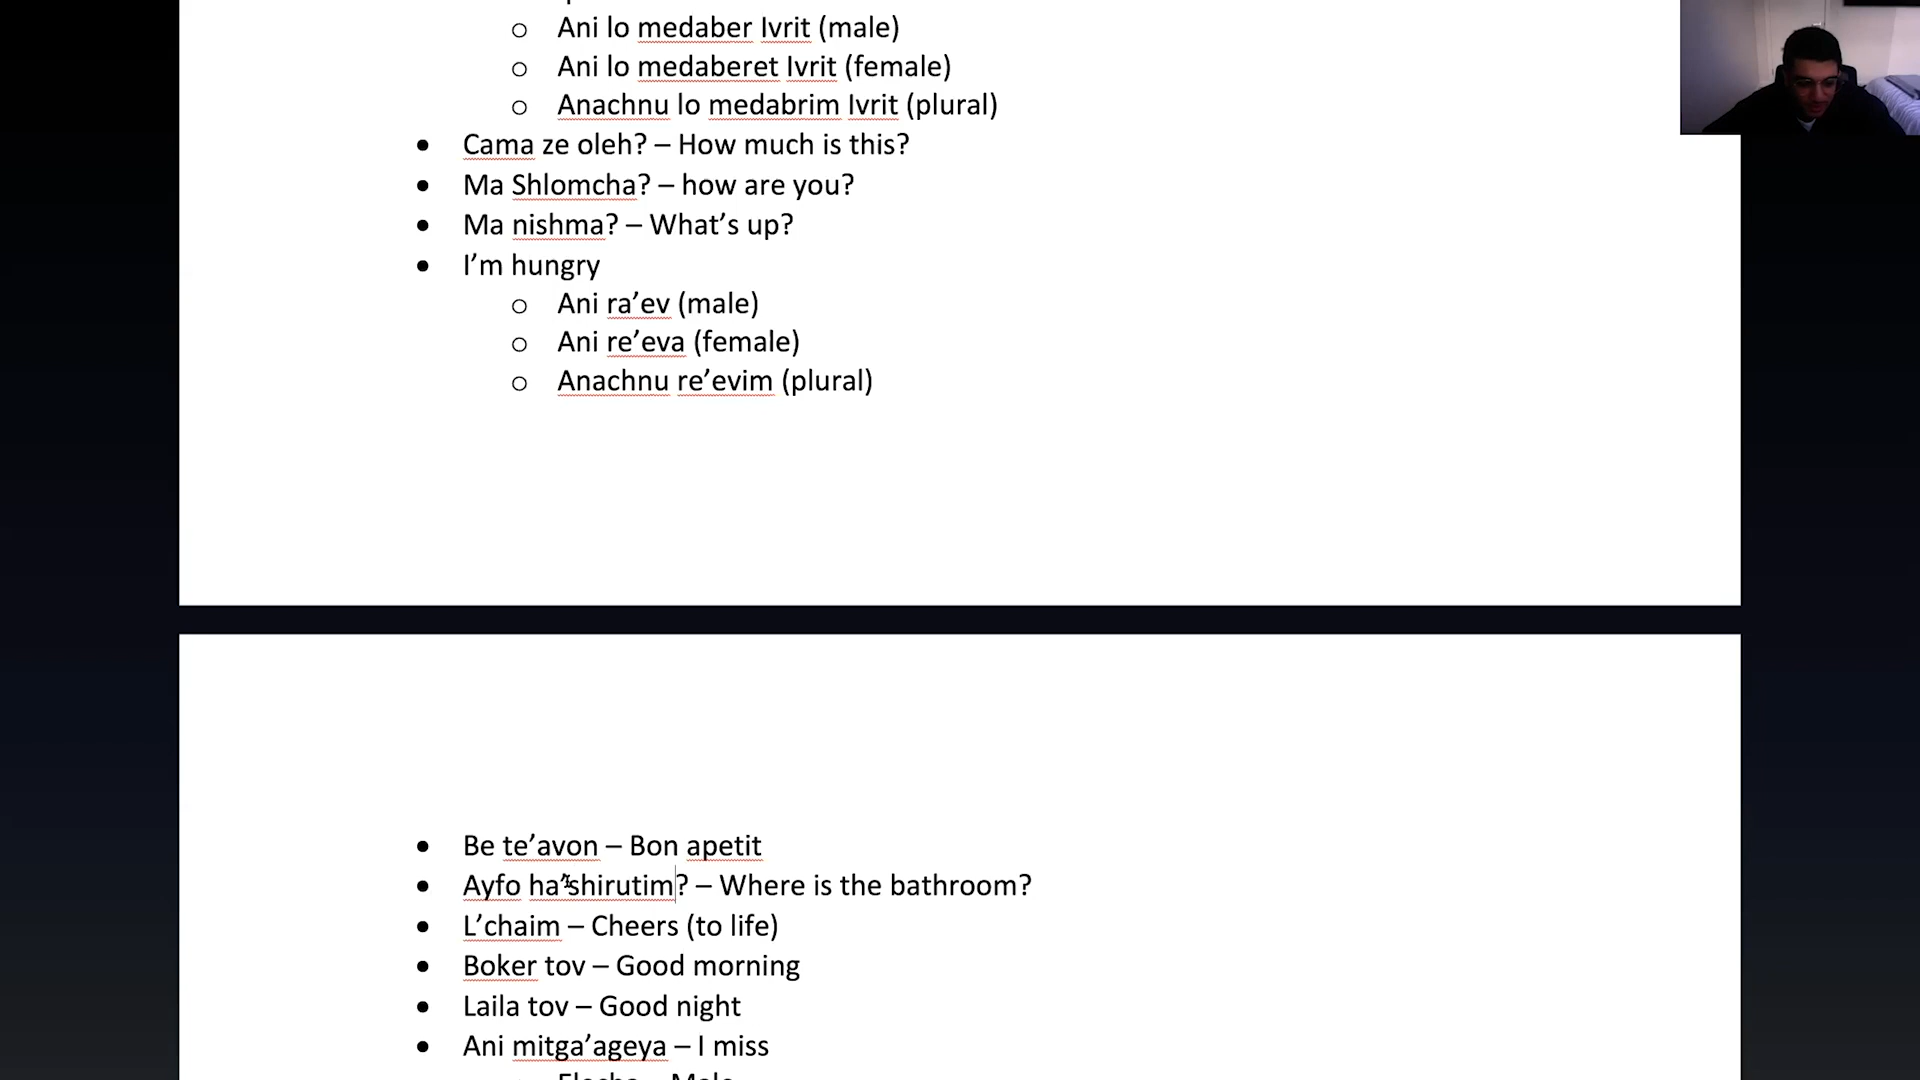 Ani lo medaber Ivrit (male)
Ani lo medaberet Ivrit (female)
Anachnu lo medabrim Ivrit (plural)
Cama ze oleh? – How much is this?
Ma Shlomcha? – how are you?
Ma nishma? – What’s up?
I’m hungry
Ani ra’ev (male)
Ani re’eva (female)
Anachnu re’evim (plural)
Be te’avon – Bon apetit
Ayfo ha’shirutim? – Where is the bathroom?
L’chaim – Cheers (to life)
Boker tov – Good morning
Laila tov – Good night
Ani mitga’ageya – I miss